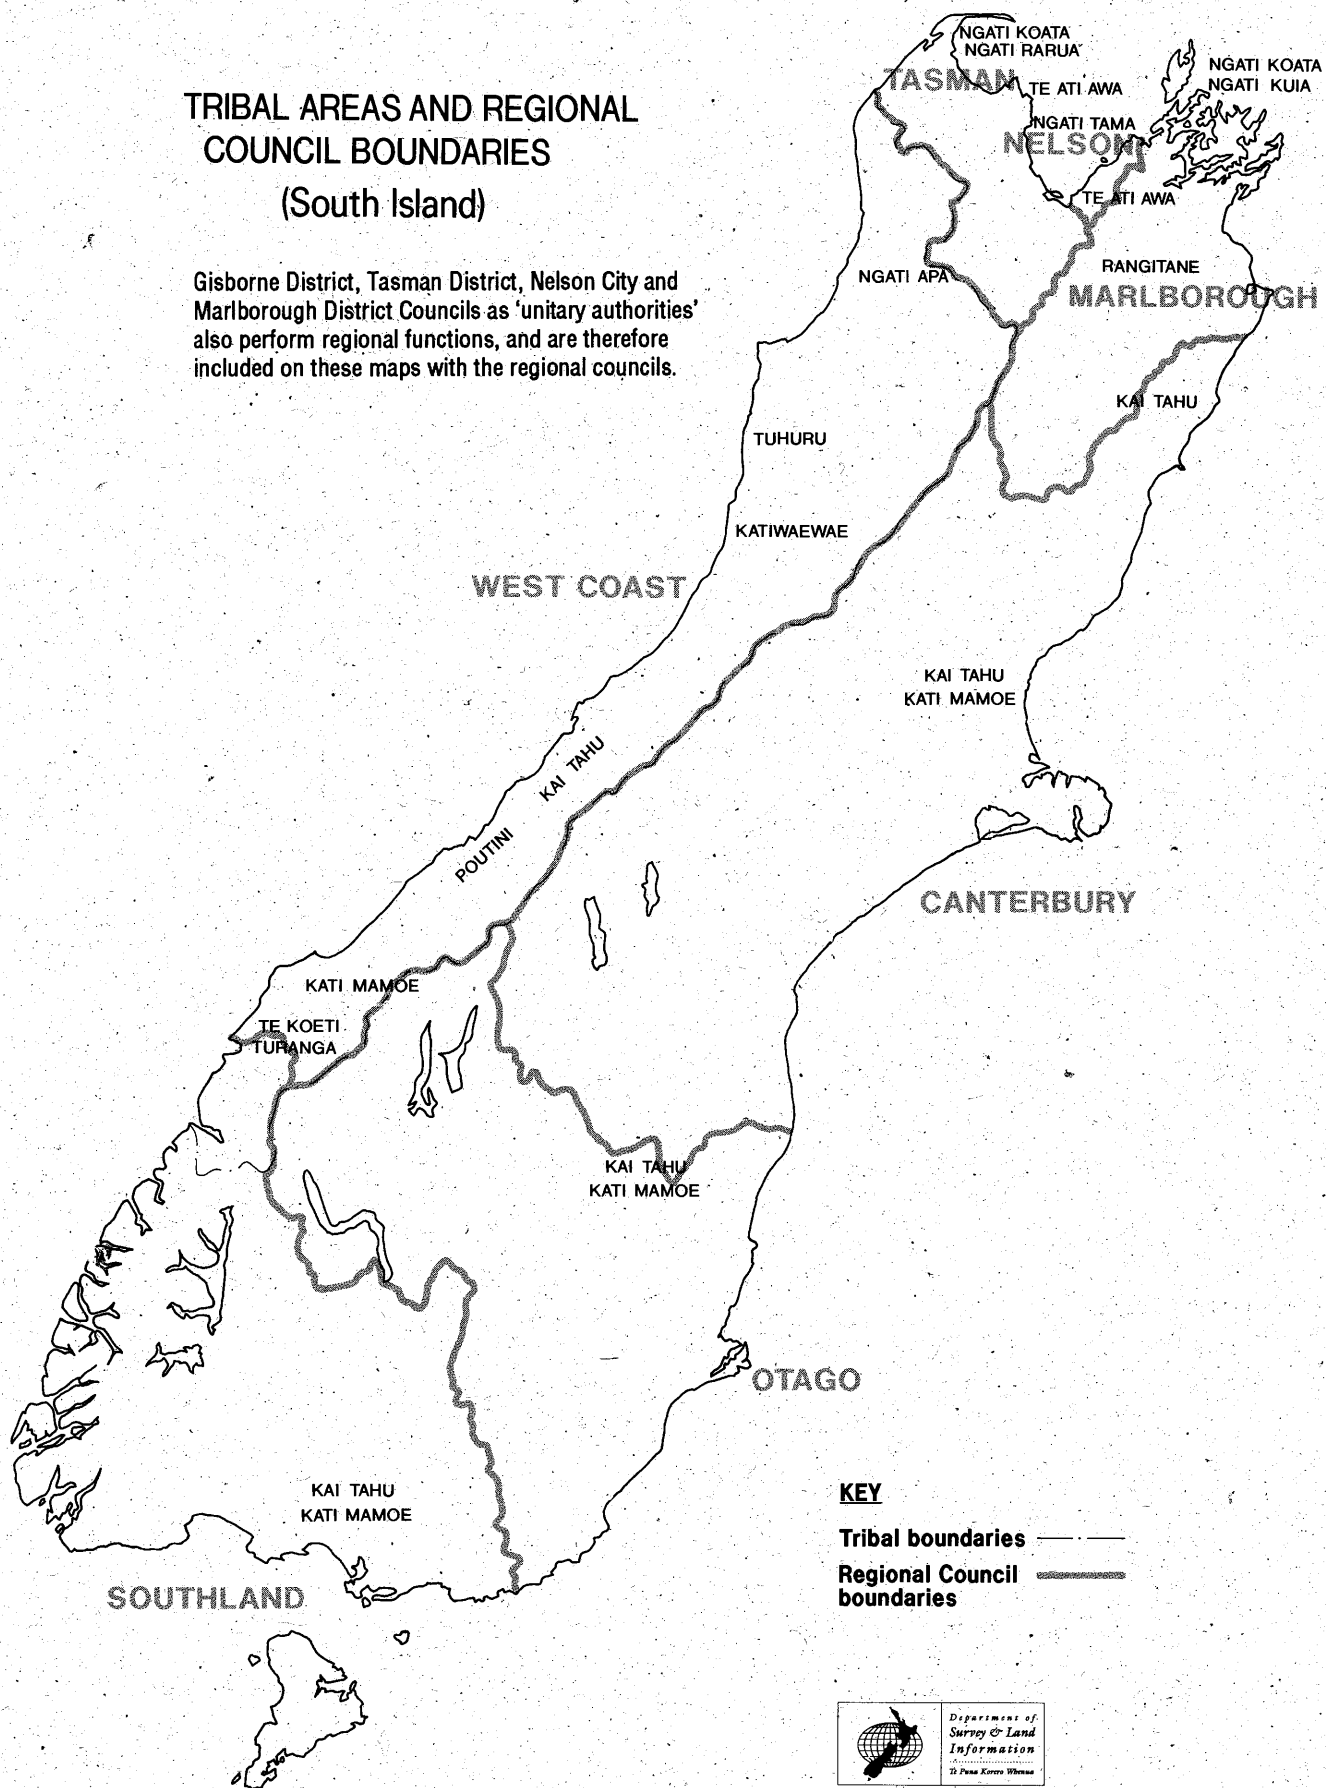 TRIBAL AREAS AND REGIONAL
COUNCIL BOUNDARIES
(South Island)
Gisborne District, Tasman District, Nelson City and
Marlborough District Councils as 'unitary authorities'
also perform regional functions, and are therefore
included on these maps with the regional councils.
NGATI KOATA
NGATI RARUA
TASMAN
TE ATI AWA
NGATI KOATA
NGATI KUIA
NGATI TAMA
NELSON
TE ATI AWA
RANGITANE
NGATI APA
MARLBOROUGH
KAI TAHU
TUHURU
KATIWAEWAE
WEST COAST
KAI TAHU
KATI MAMOE
KAI TAHU
POUTINI
CANTERBURY
KATI MAMOE
TE KOETI
TURANGA
KAI TAHU
KATI MAMOE
OTAGO
KAI TAHU
KATI MAMOE
SOUTHLAND
KEY
Tribal boundaries
Regional Council
boundaries
Department of
Survey & Land
Information
Te Puna Korero Whenua